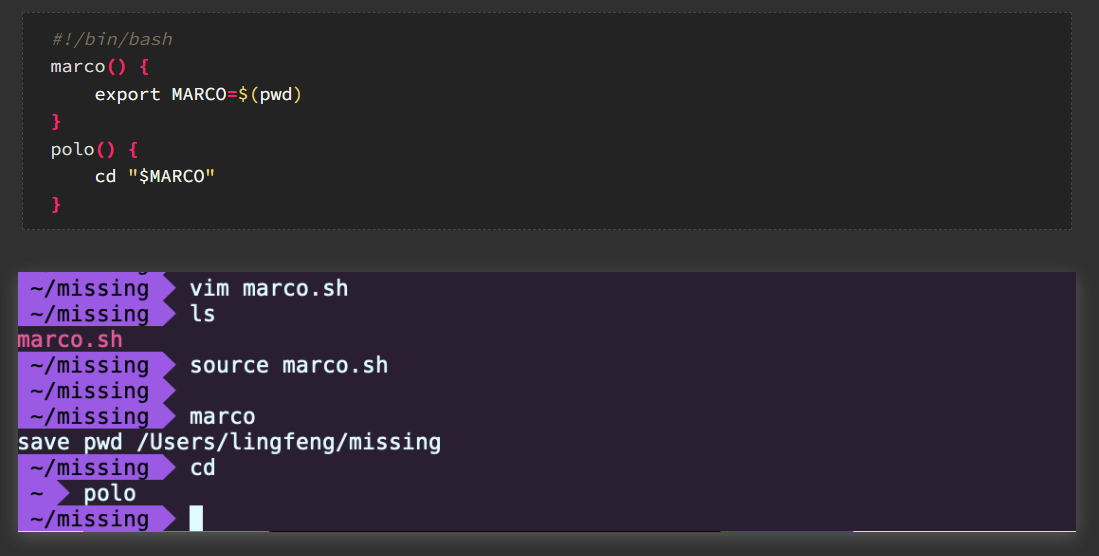 #!/bin/bash
marco() {
    export MARCO=$(pwd)
}
polo() {
    cd "$MARCO"
}
~/missing vim marco.sh
~/missing ls
marco.sh
~/missing source marco.sh
~/missing
~/missing marco
save pwd /Users/lingfeng/missing
~/missing cd
~ polo
~/missing